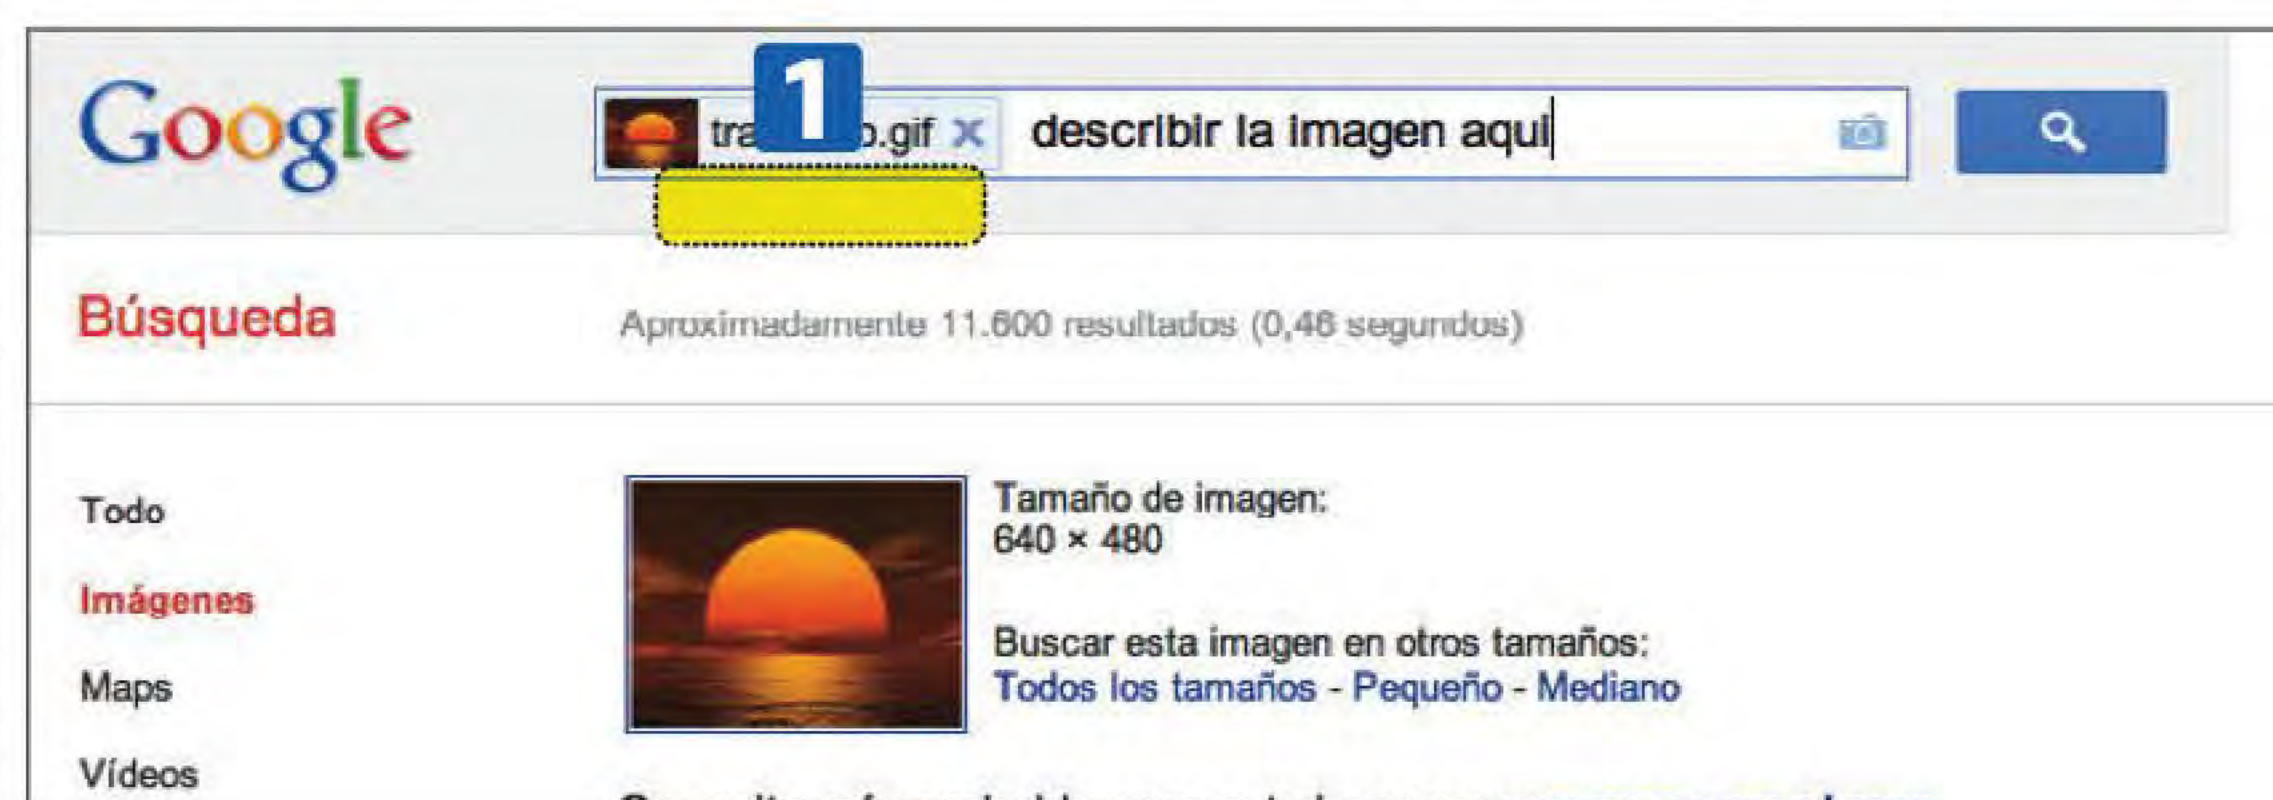 Google
1
.gif × describir la imagen aqui
Búsqueda
Aproximadamente 11.600 resultados (0,46 segundos)
Todo
Imágenes
Maps
Vídeos
Tamaño de imagen:
640 × 480
Buscar esta imagen en otros tamaños:
Todos los tamaños - Pequeño - Mediano